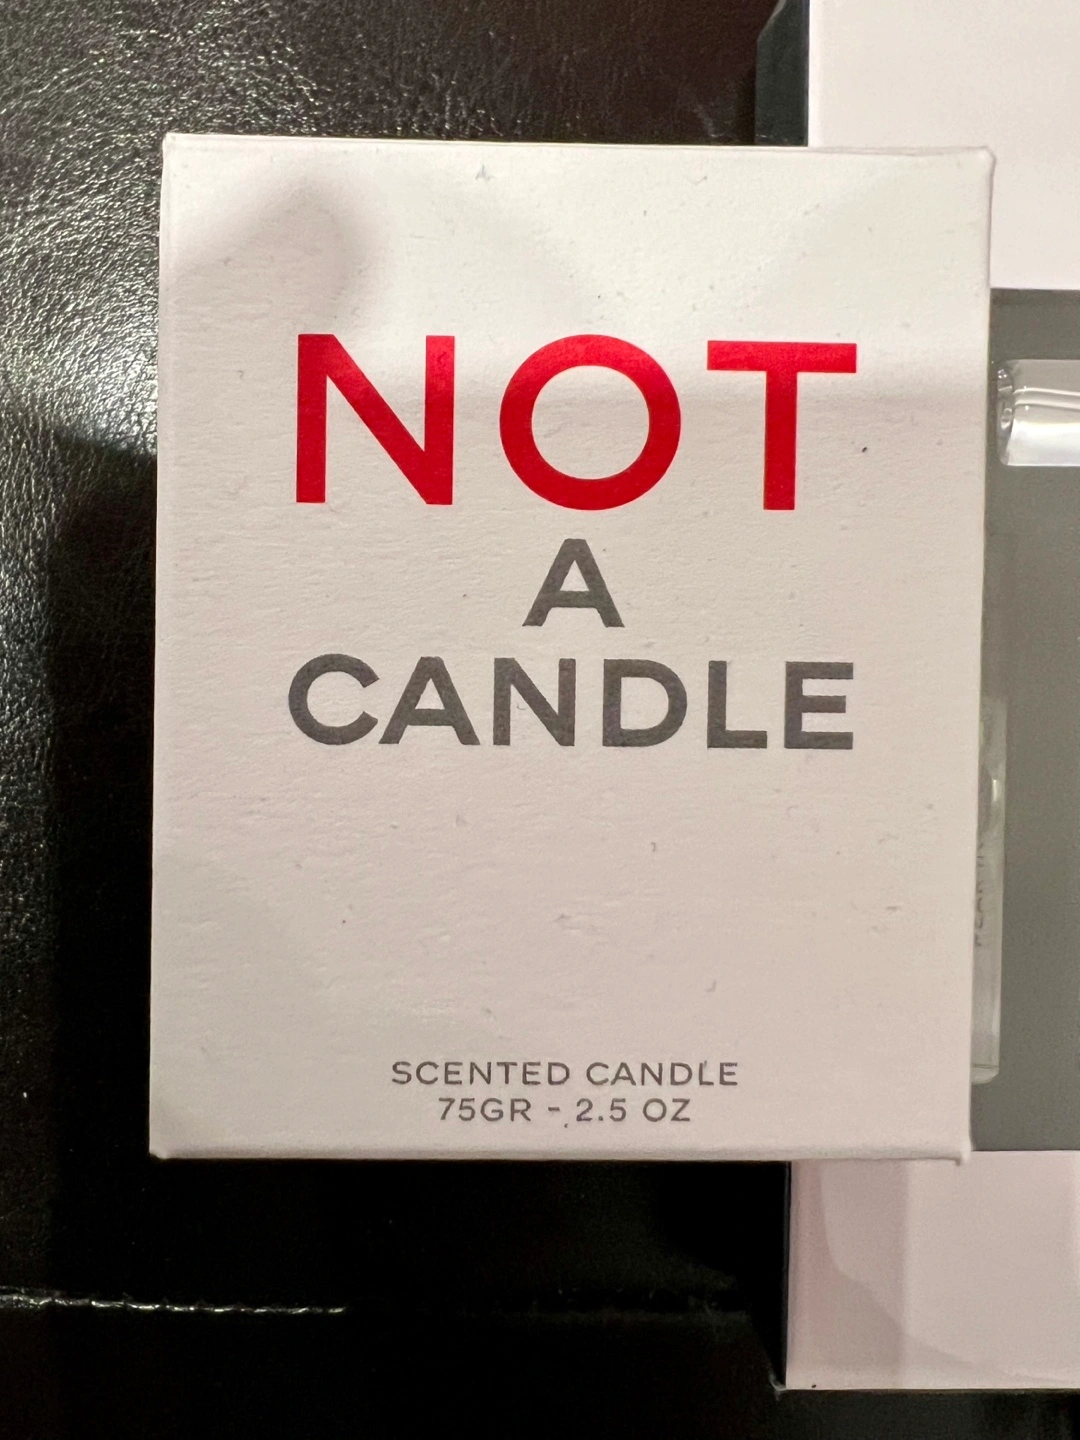 NOT
A
CANDLE
SCENTED CANDLE
75GR - 2.5 OZ